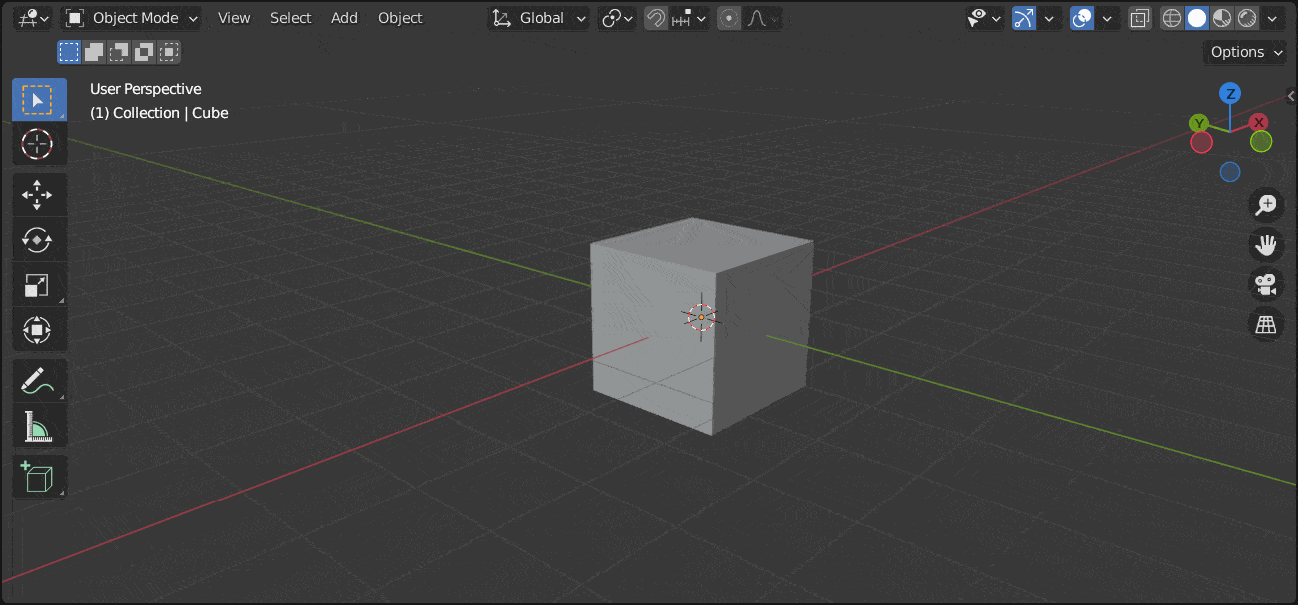 Object Mode View Select Add Object Global
Options
User Perspective
(1) Collection | Cube
Z
Y
X